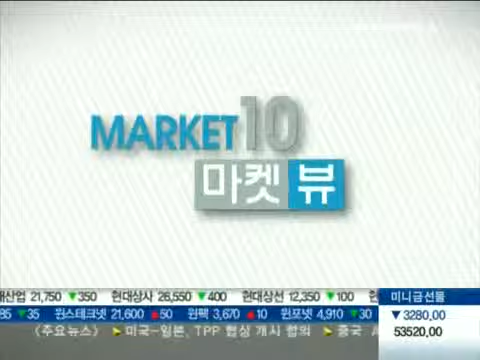 MARKET 10
마켓 뷰
21,750 ▼350 현대상사 26,550 ▼400 현대상선 12,350 ▼100 미니금선물
85 ▼35 윈스테크넷 21,600 ●50 윈팩 3,670 ●10 윈포넷 4,910 ▼30 ▼3280,00
〈주요뉴스〉 미국-일본, TPP 협상 개시 합의 중국 53520,00